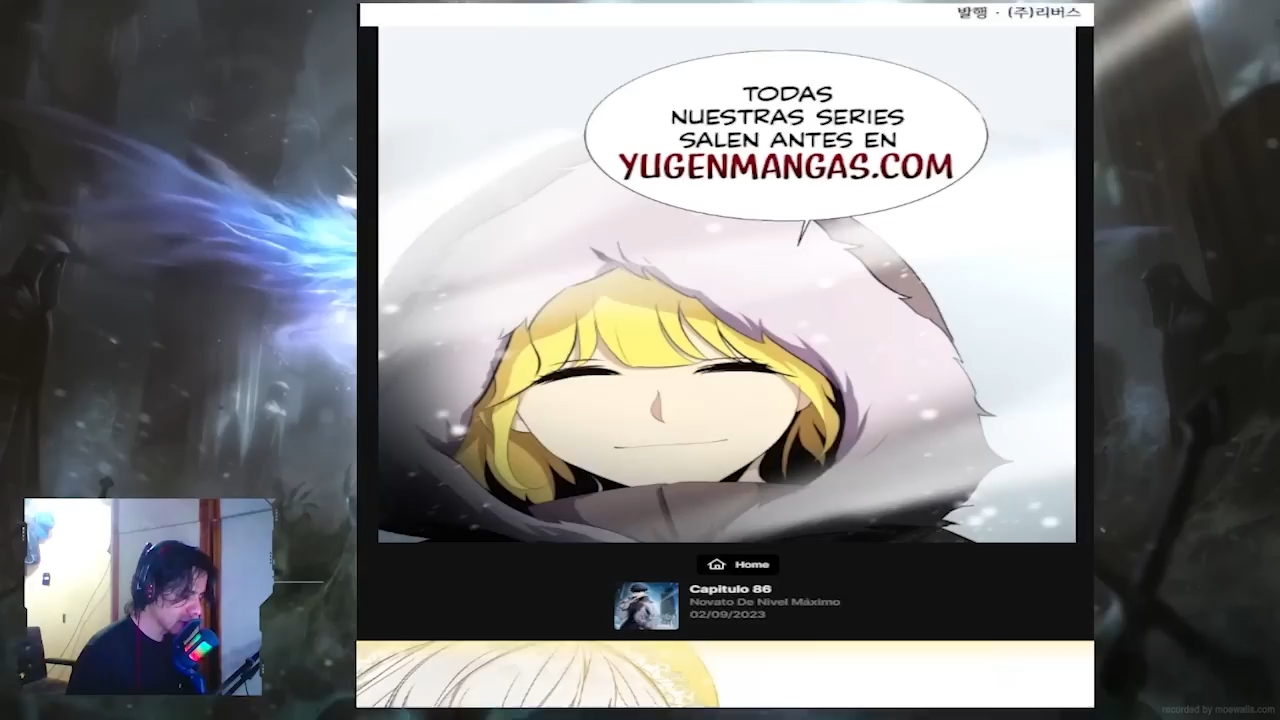 발행 · (주)리버스
TODAS
NUESTRAS SERIES
SALEN ANTES EN
YUGENMANGAS.COM
Home
Capitulo 86
Novato De Nivel Máximo
02/09/2023
recorded by moewalls.com